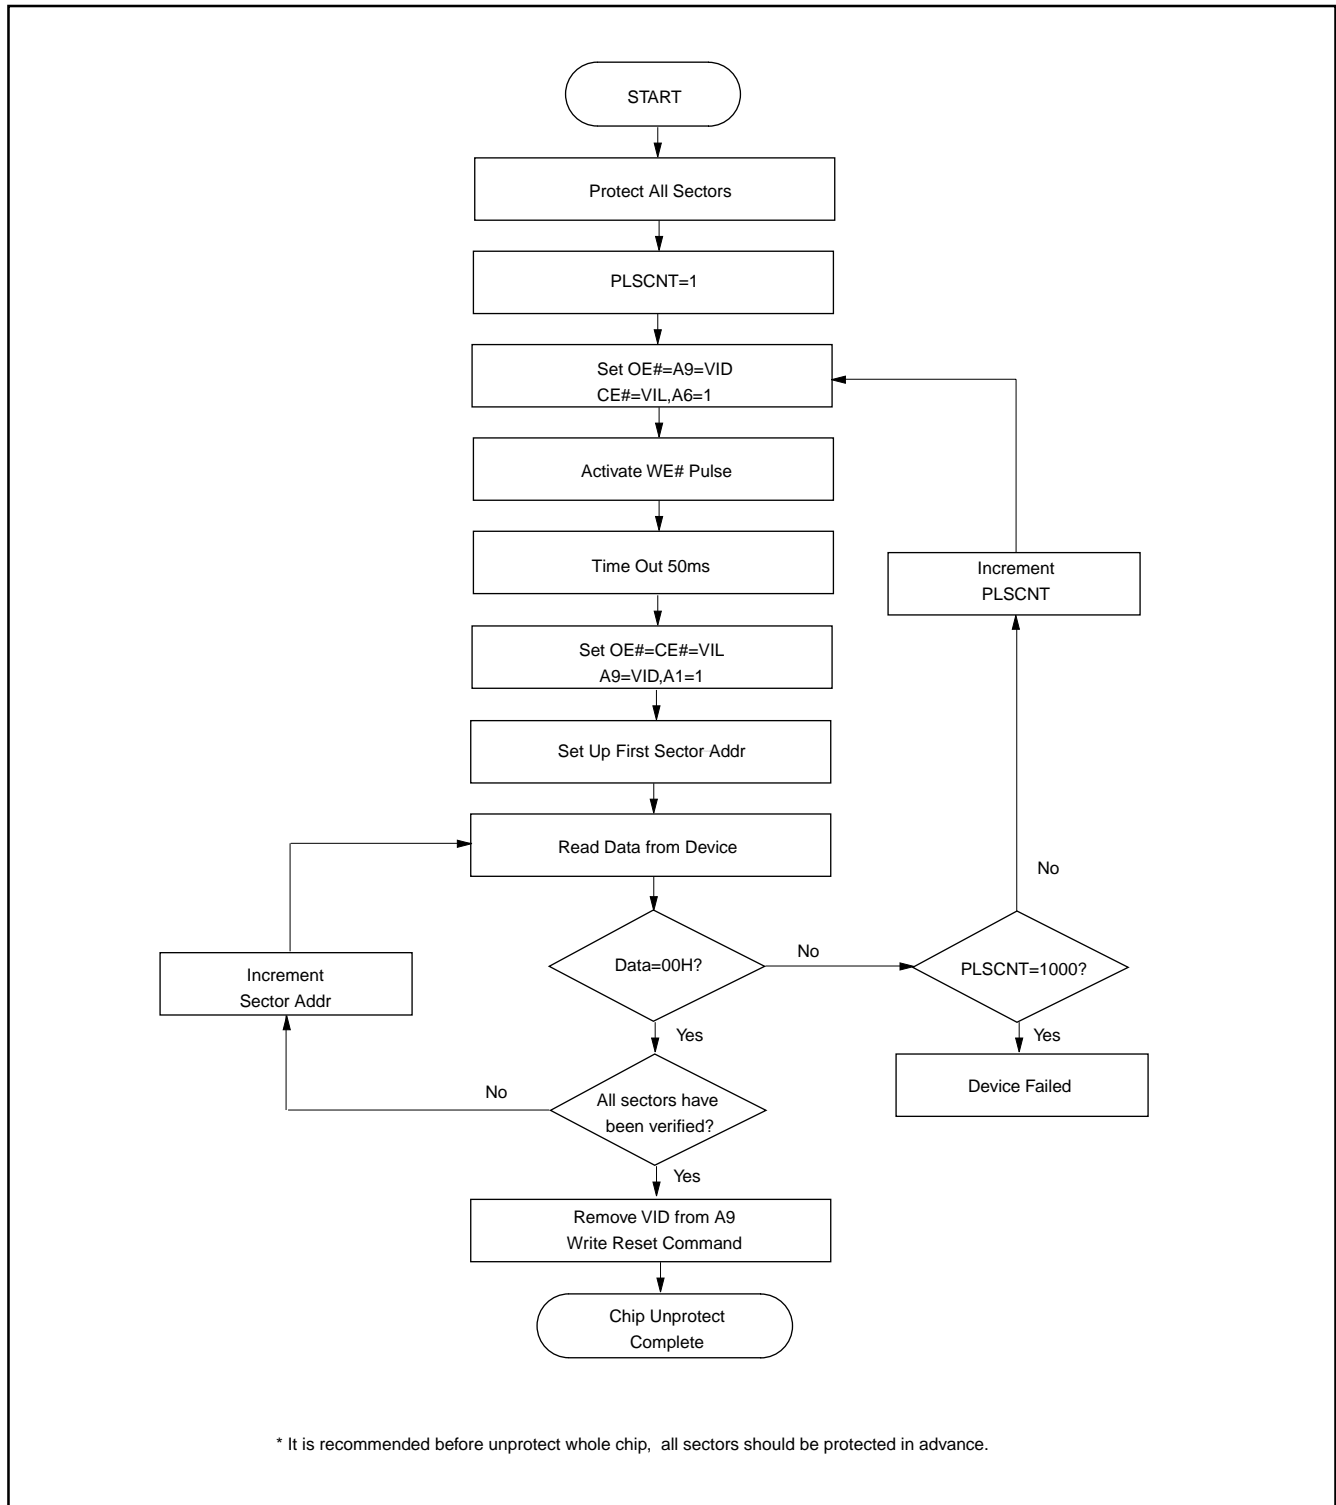 START
Protect All Sectors
PLSCNT=1
Set OE#=A9=VID
CE#=VIL,A6=1
Activate WE# Pulse
Time Out 50ms
Increment
PLSCNT
Set OE#=CE#=VIL
A9=VID,A1=1
Set Up First Sector Addr
Read Data from Device
No
Data=00H?
No
PLSCNT=1000?
Increment
Sector Addr
Yes
Yes
Device Failed
No
All sectors have
been verified?
Yes
Remove VID from A9
Write Reset Command
Chip Unprotect
Complete
* It is recommended before unprotect whole chip, all sectors should be protected in advance.